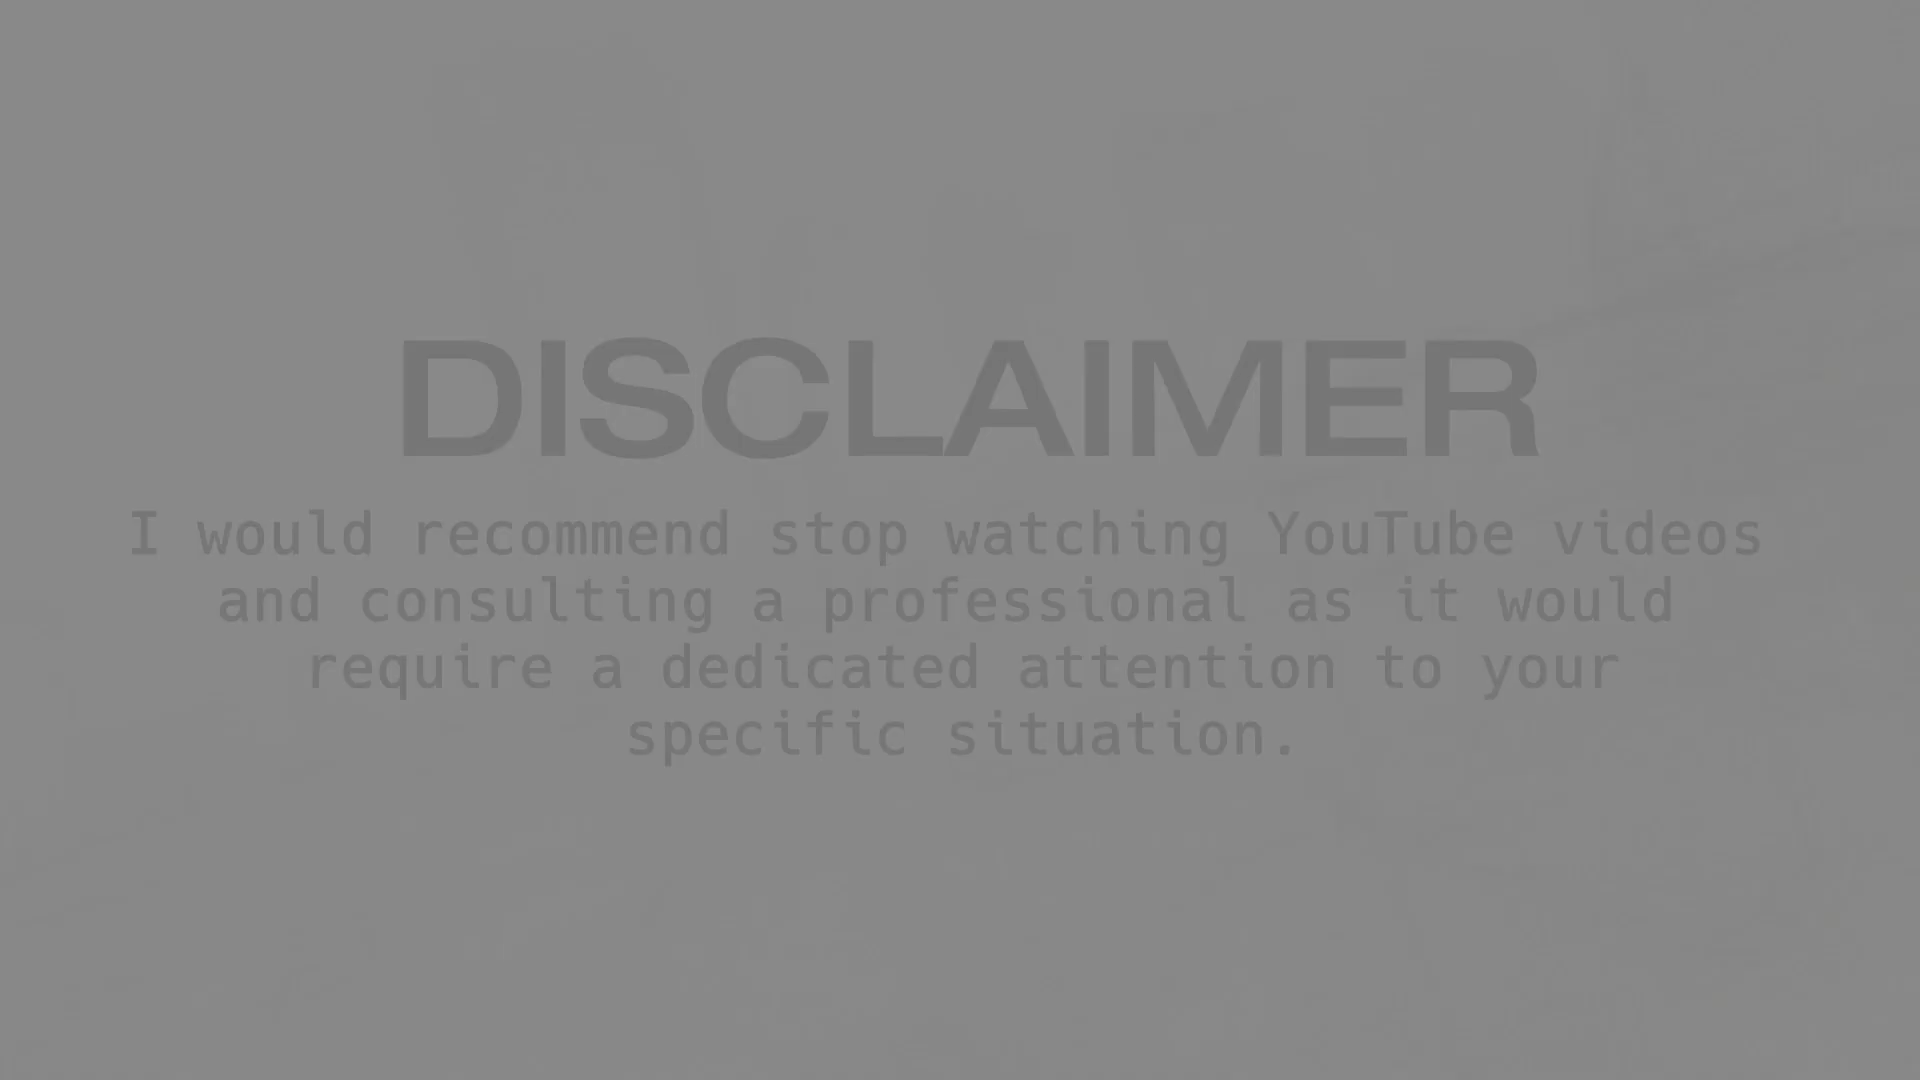 DISCLAIMER
I would recommend stop watching YouTube videos
and consulting a professional as it would
require a dedicated attention to your
specific situation.